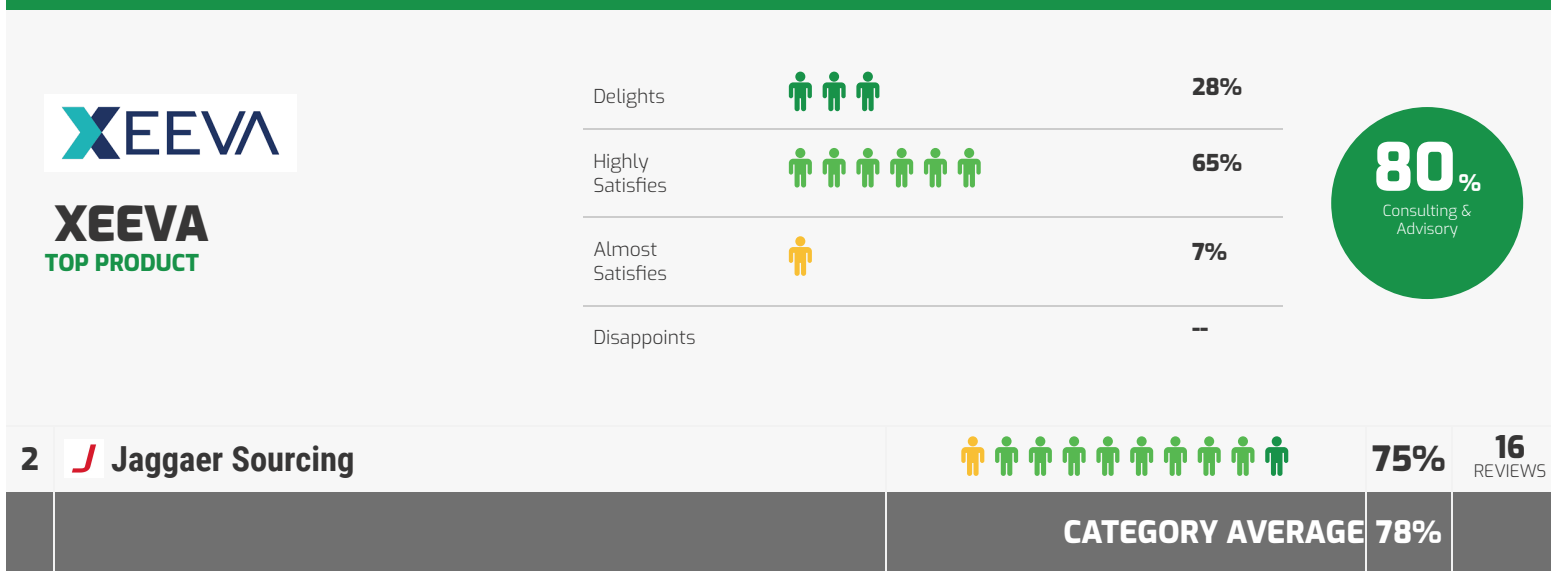 XEEVA
XEEVA
TOP PRODUCT
Delights
28%
Highly
Satisfies
65%
Almost
Satisfies
7%
Disappoints
--
80%
Consulting &
Advisory
2 J Jaggaer Sourcing 75% 16
REVIEWS
CATEGORY AVERAGE 78%